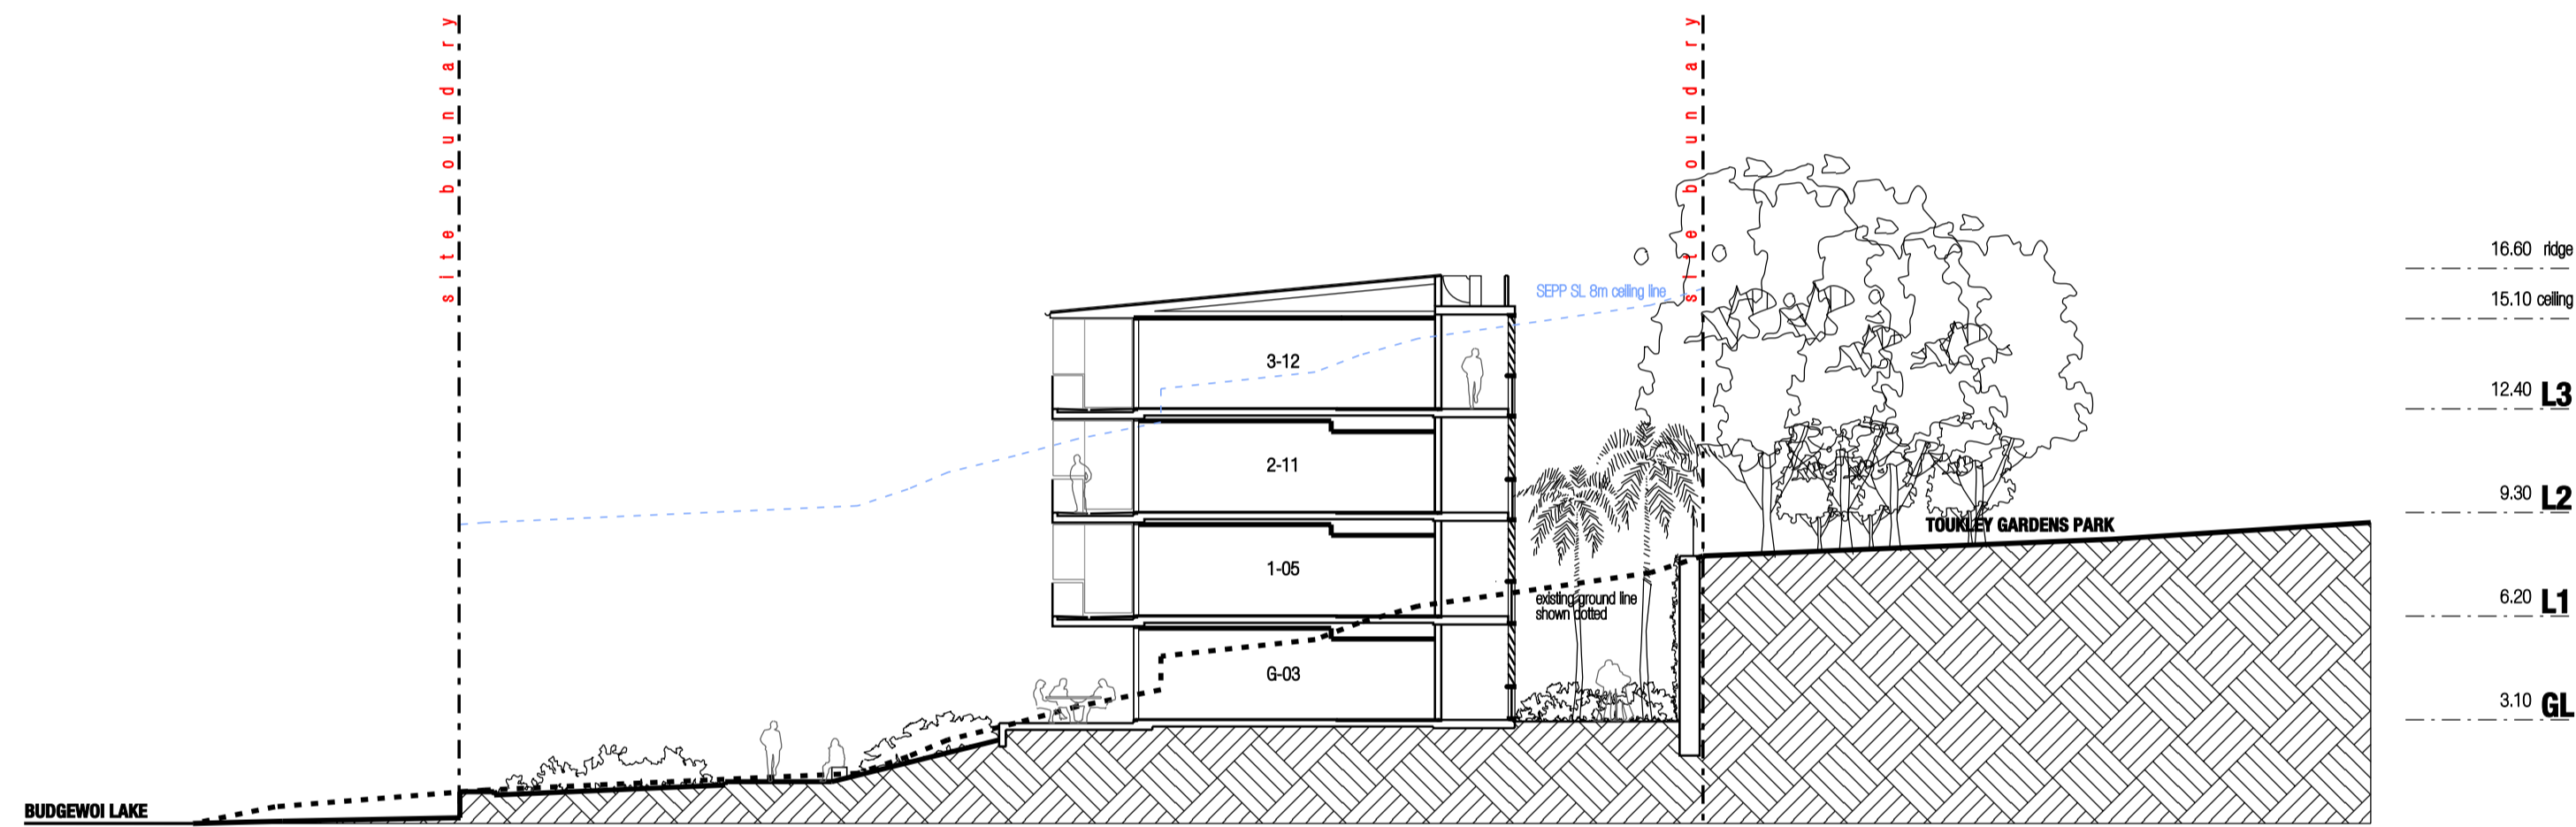 site boundary
site boundary
SEPP SL 8m ceiling line
16.60 ridge
15.10 ceiling
3-12
12.40 L3
2-11
9.30 L2
TOUKLEY GARDENS PARK
1-05
existing ground line
shown dotted
6.20 L1
G-03
3.10 GL
BUDGEWOI LAKE